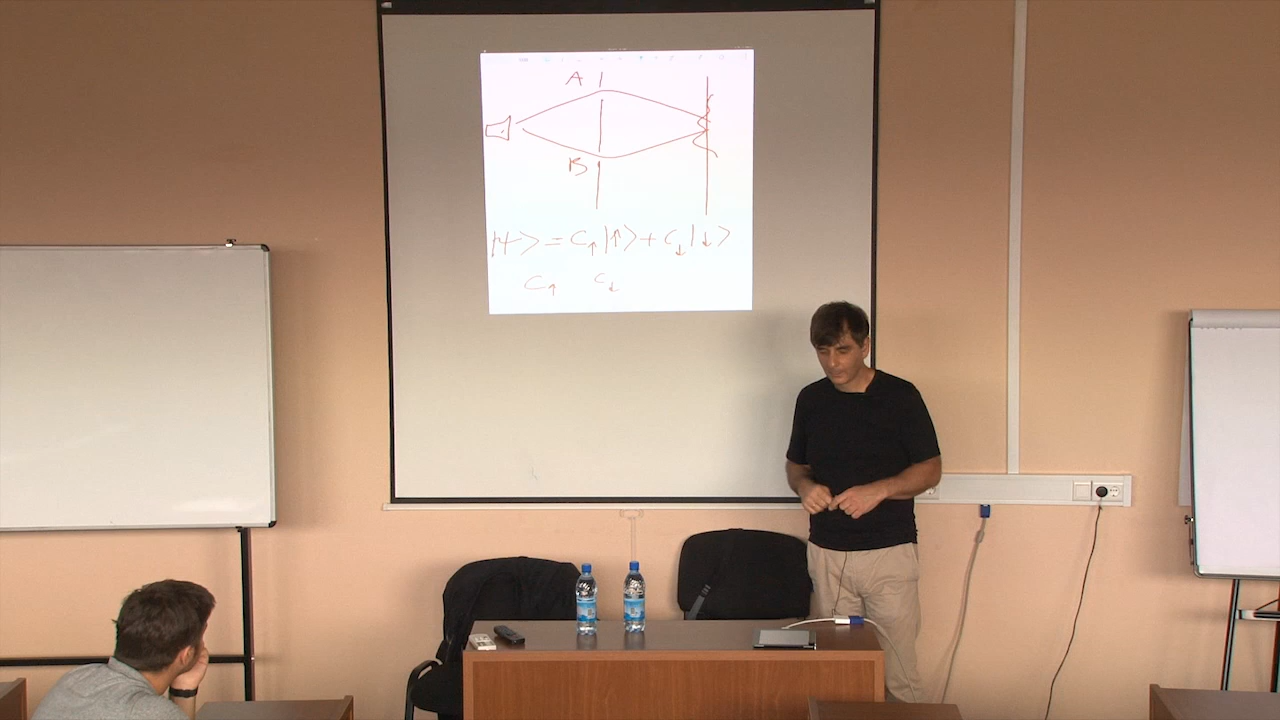 A
B
|ψ> = C↑|↑> + C↓|↓>
C↑ C↓